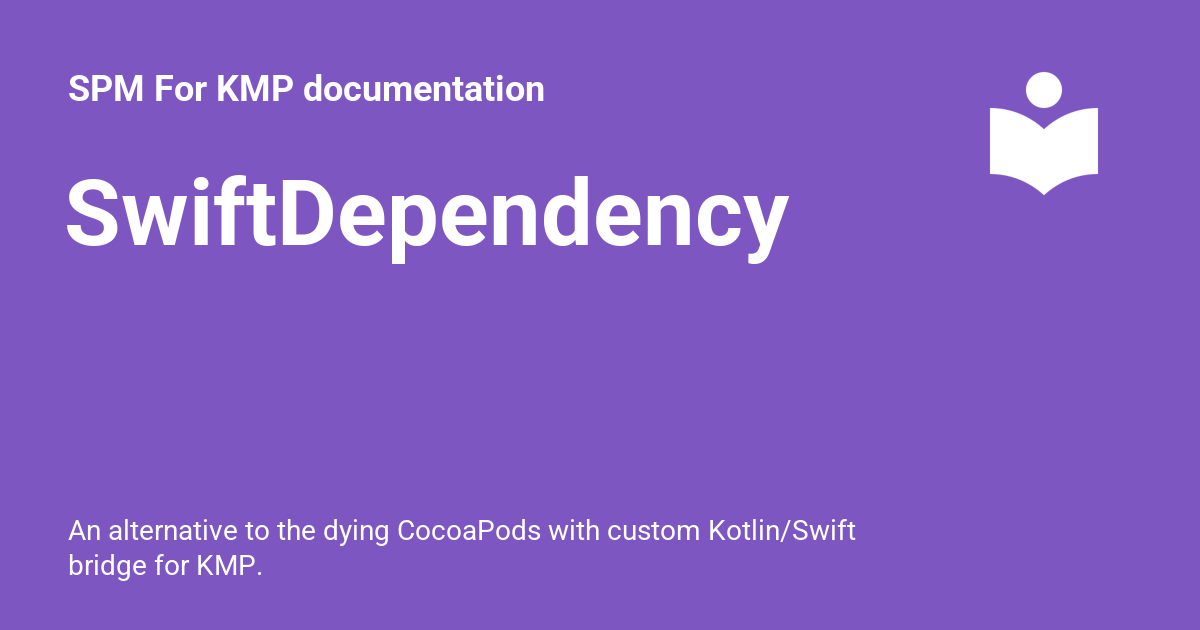 SPM For KMP documentation
SwiftDependency
An alternative to the dying CocoaPods with custom Kotlin/Swift
bridge for KMP.